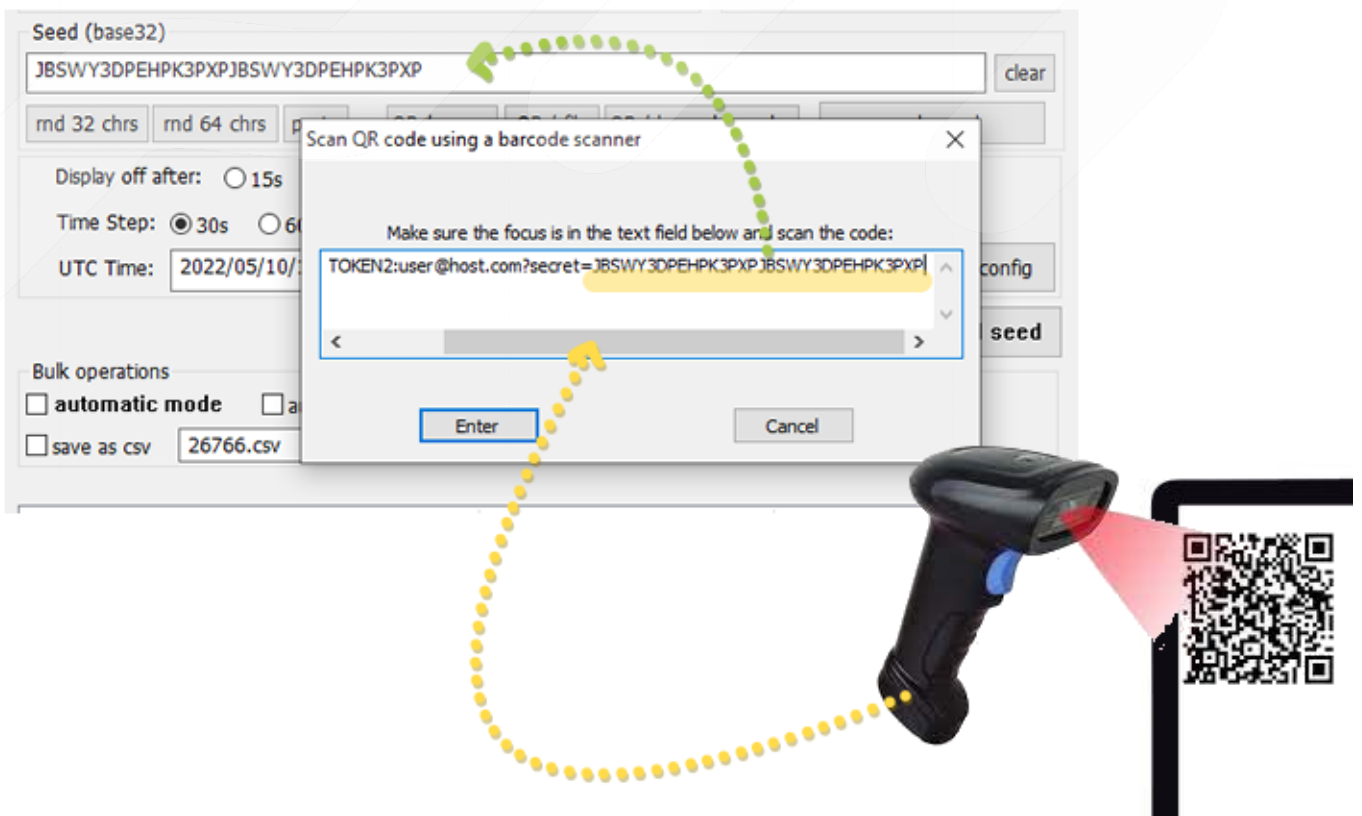 Seed (base32)
JBSWY3DPEHPK3PXPJBSWY3DPEHPK3PXP
clear
rnd 32 chrs
rnd 64 chrs
Scan QR code using a barcode scanner
Display off after: 15s
Time Step: 30s
Make sure the focus is in the text field below and scan the code:
UTC Time: 2022/05/10/
TOKEN2:user@host.com?secret=JBSWY3DPEHPK3PXPJBSWY3DPEHPK3PXP
config
seed
Bulk operations
automatic mode
Enter
Cancel
save as csv
26766.csv